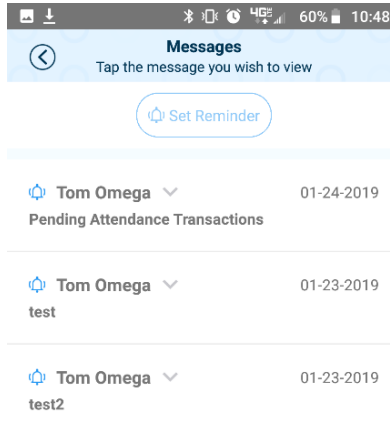 4G 60% 10:48
Messages
Tap the message you wish to view
Set Reminder
Tom Omega 01-24-2019
Pending Attendance Transactions
Tom Omega 01-23-2019
test
Tom Omega 01-23-2019
test2